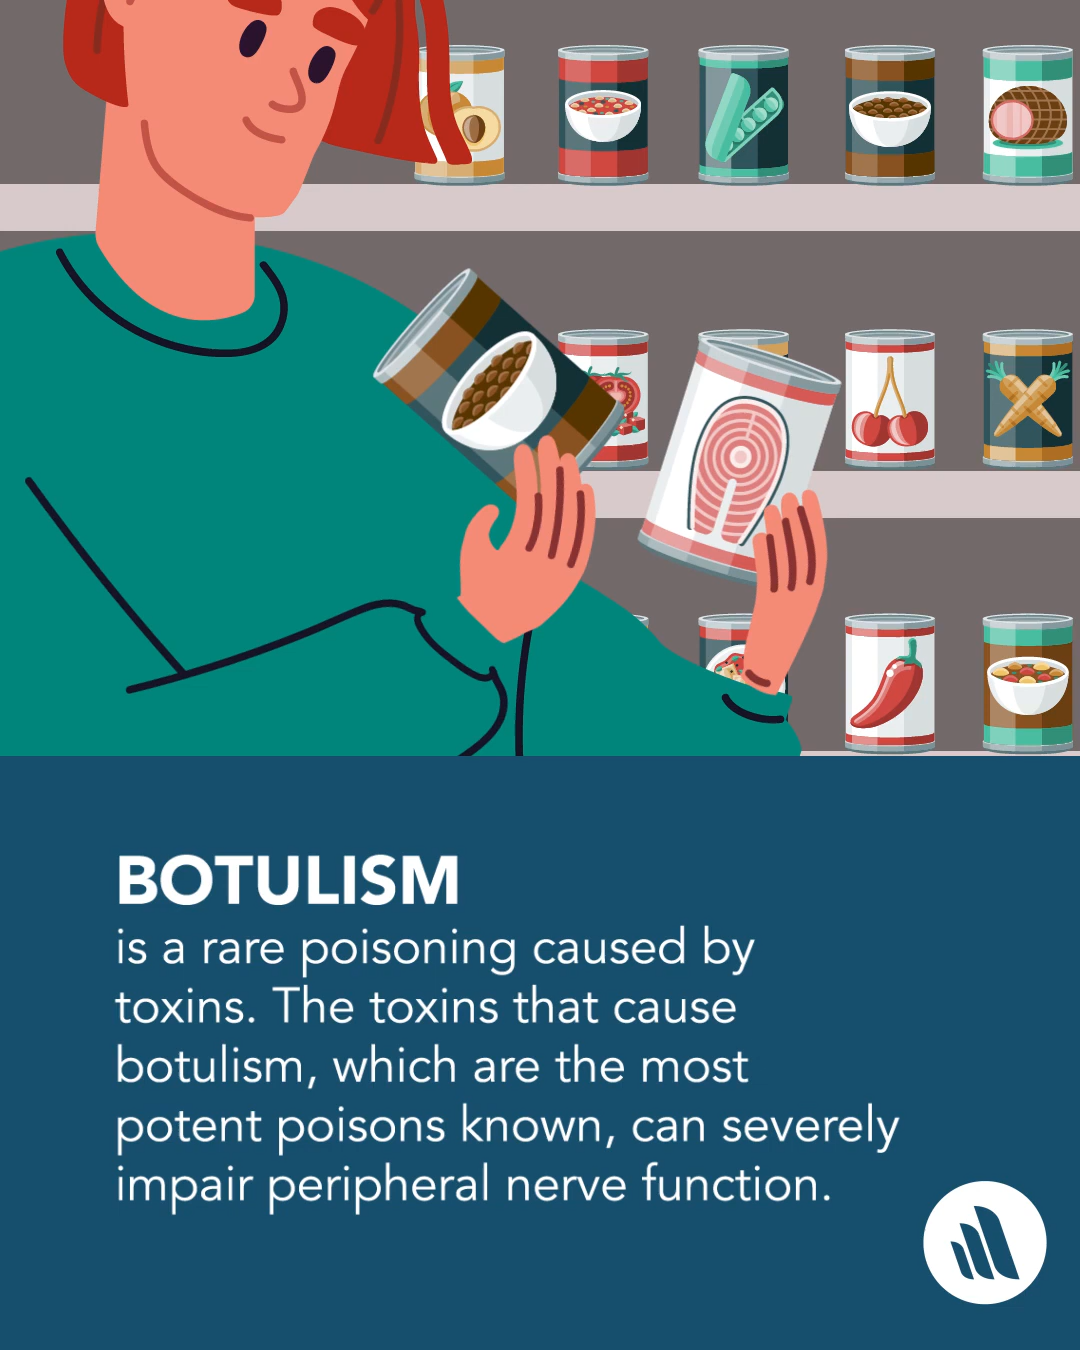 BOTULISM
is a rare poisoning caused by
toxins. The toxins that cause
botulism, which are the most
potent poisons known, can severely
impair peripheral nerve function.